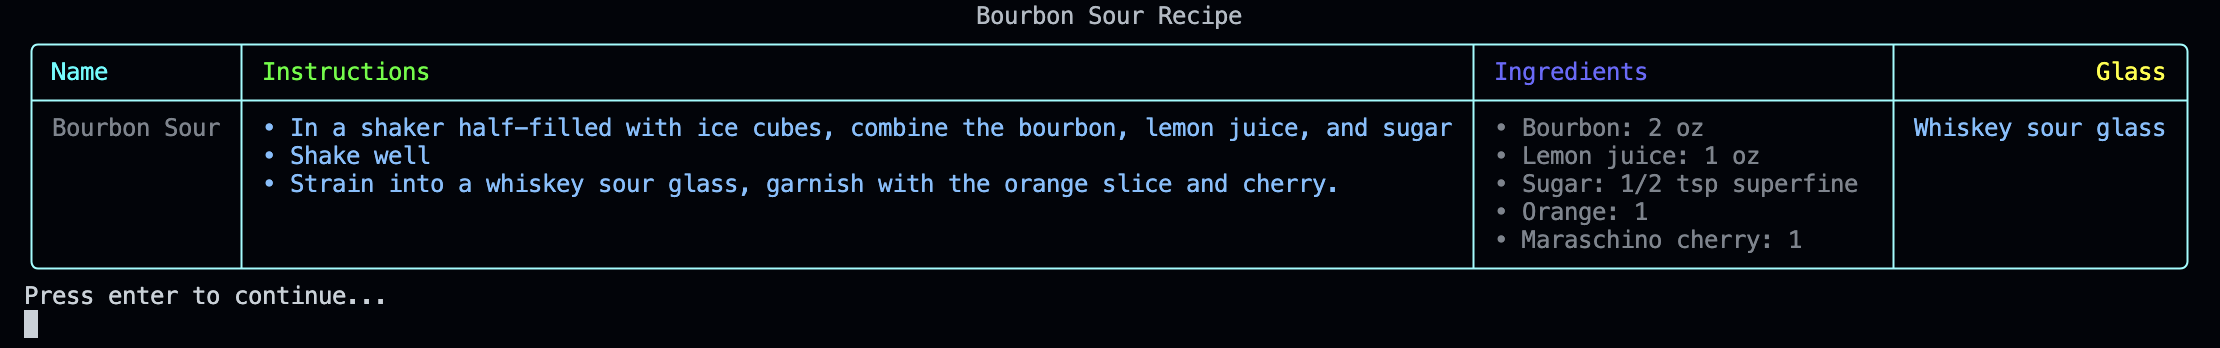 Bourbon Sour Recipe
Name Instructions Ingredients Glass
Bourbon Sour • In a shaker half-filled with ice cubes, combine the bourbon, lemon juice, and sugar • Bourbon: 2 oz Whiskey sour glass
• Shake well • Lemon juice: 1 oz
• Strain into a whiskey sour glass, garnish with the orange slice and cherry. • Sugar: 1/2 tsp superfine
• Orange: 1
• Maraschino cherry: 1
Press enter to continue...